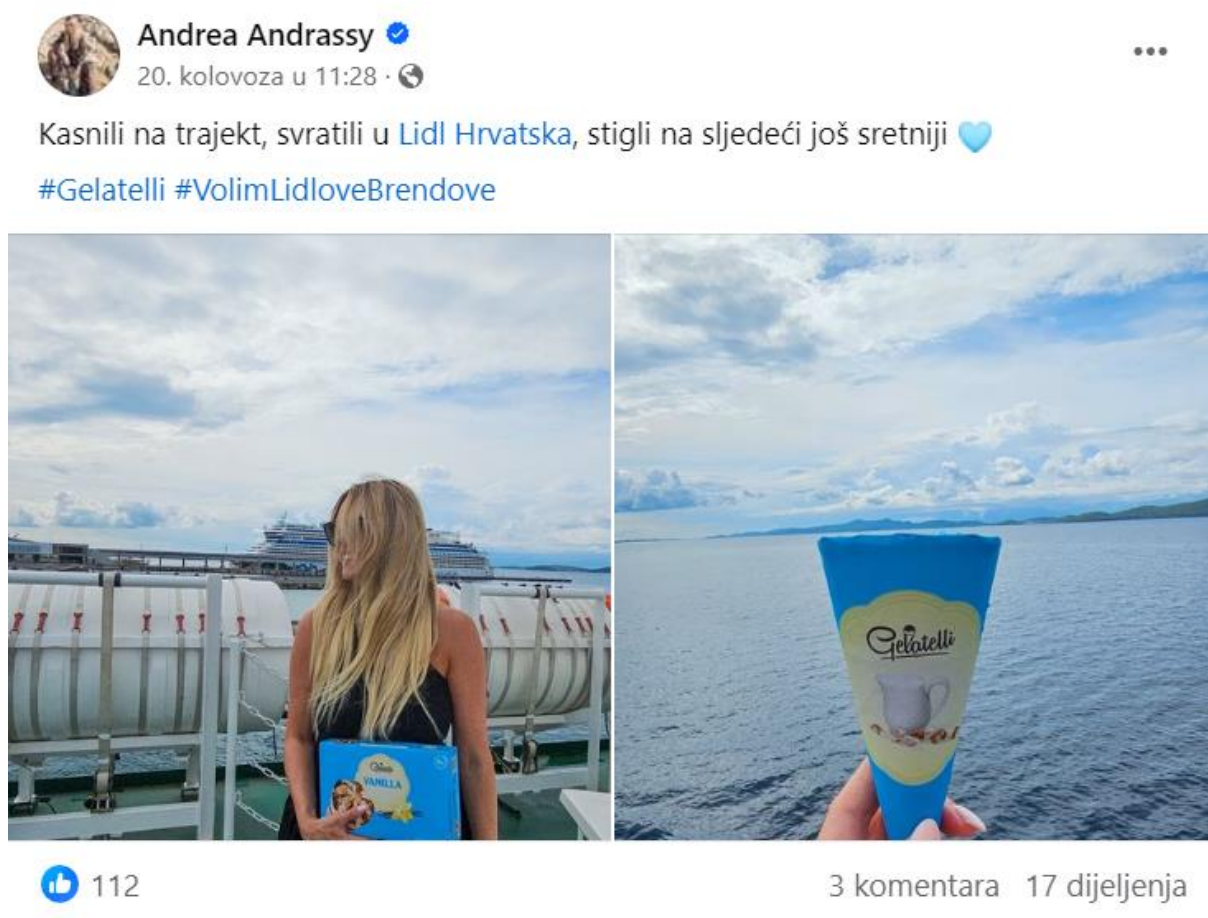 Andrea Andrassy
20. kolovoza u 11:28 ·
Kasnili na trajekt, svratili u Lidl Hrvatska, stigli na sljedeći još sretniji 🩵
#Gelatelli #VolimLidloveBrendove
VANILLA
Gelatelli
112
3 komentara 17 dijeljenja